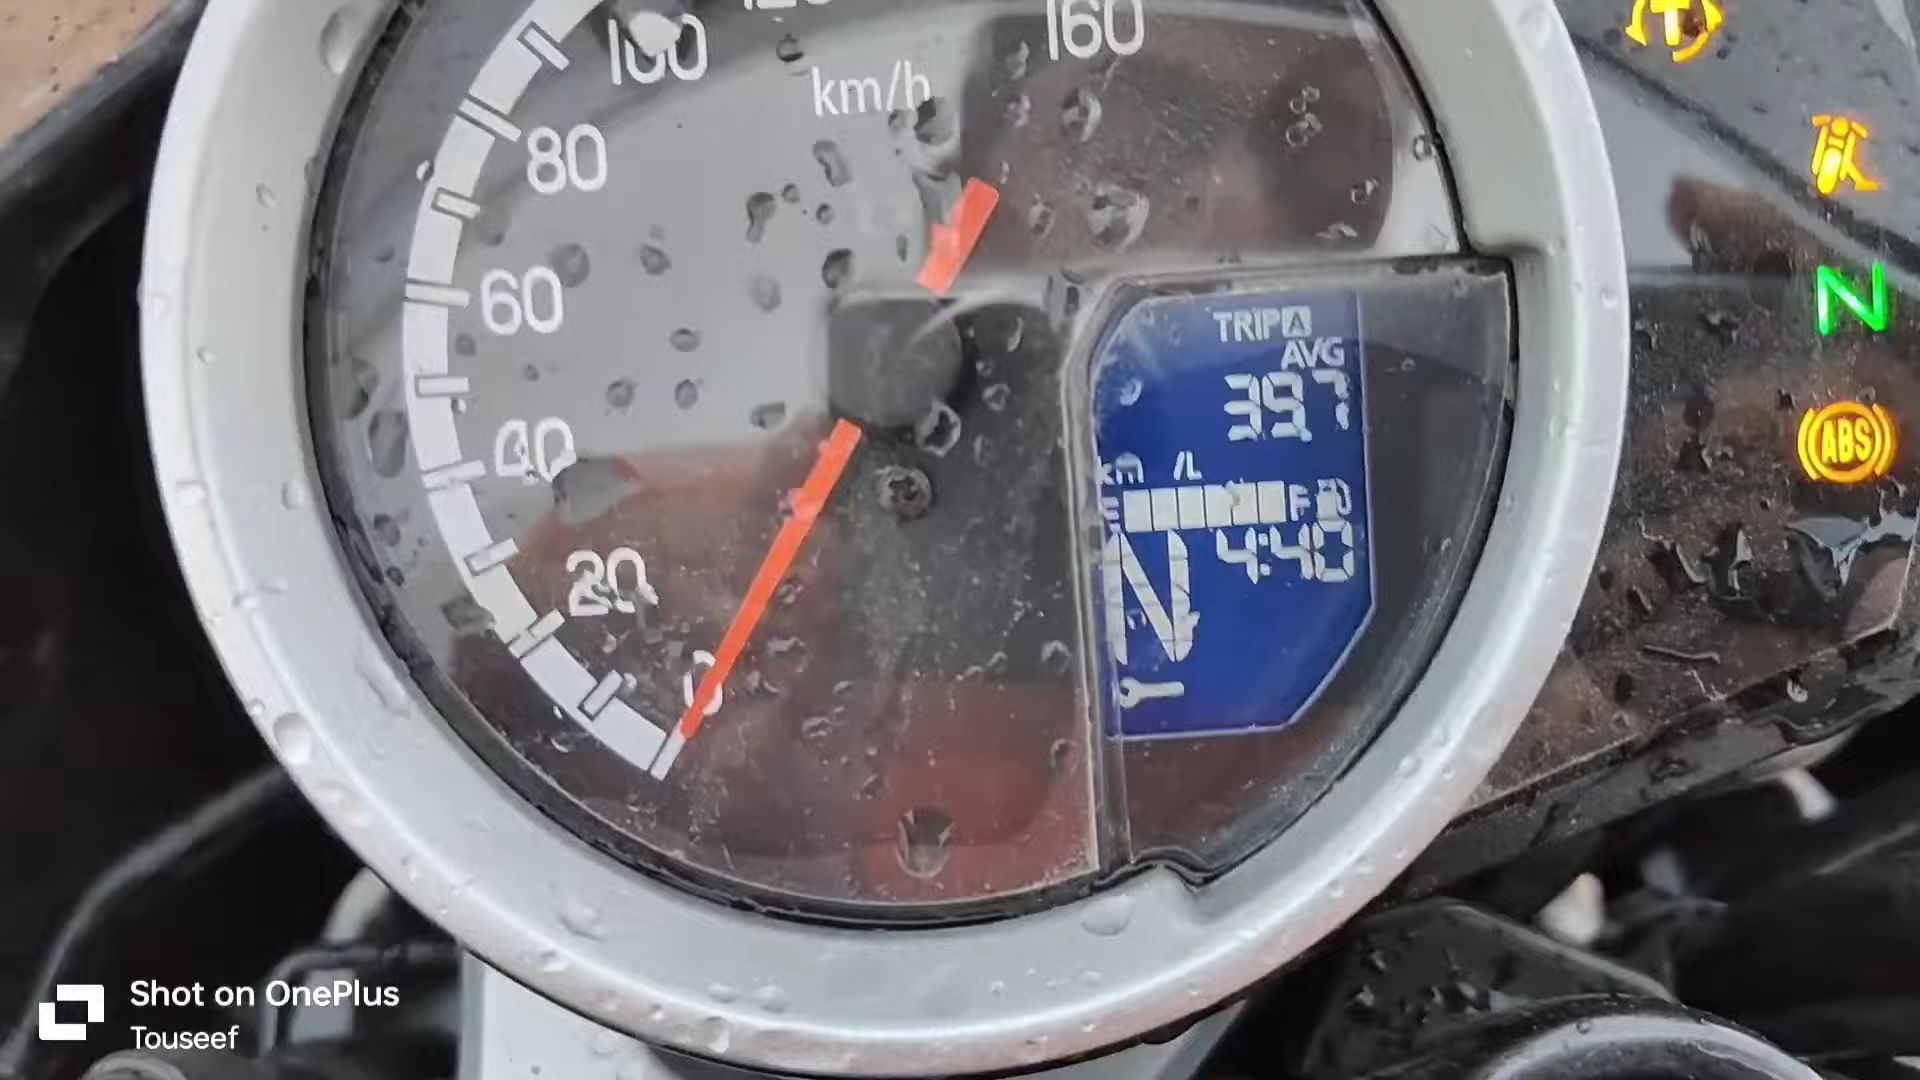 160
100
km/h
80
60
40
20
0
TRIP A
AVG
39.7
km/L
E F
4:40
N
T
N
ABS
Shot on OnePlus
Touseef